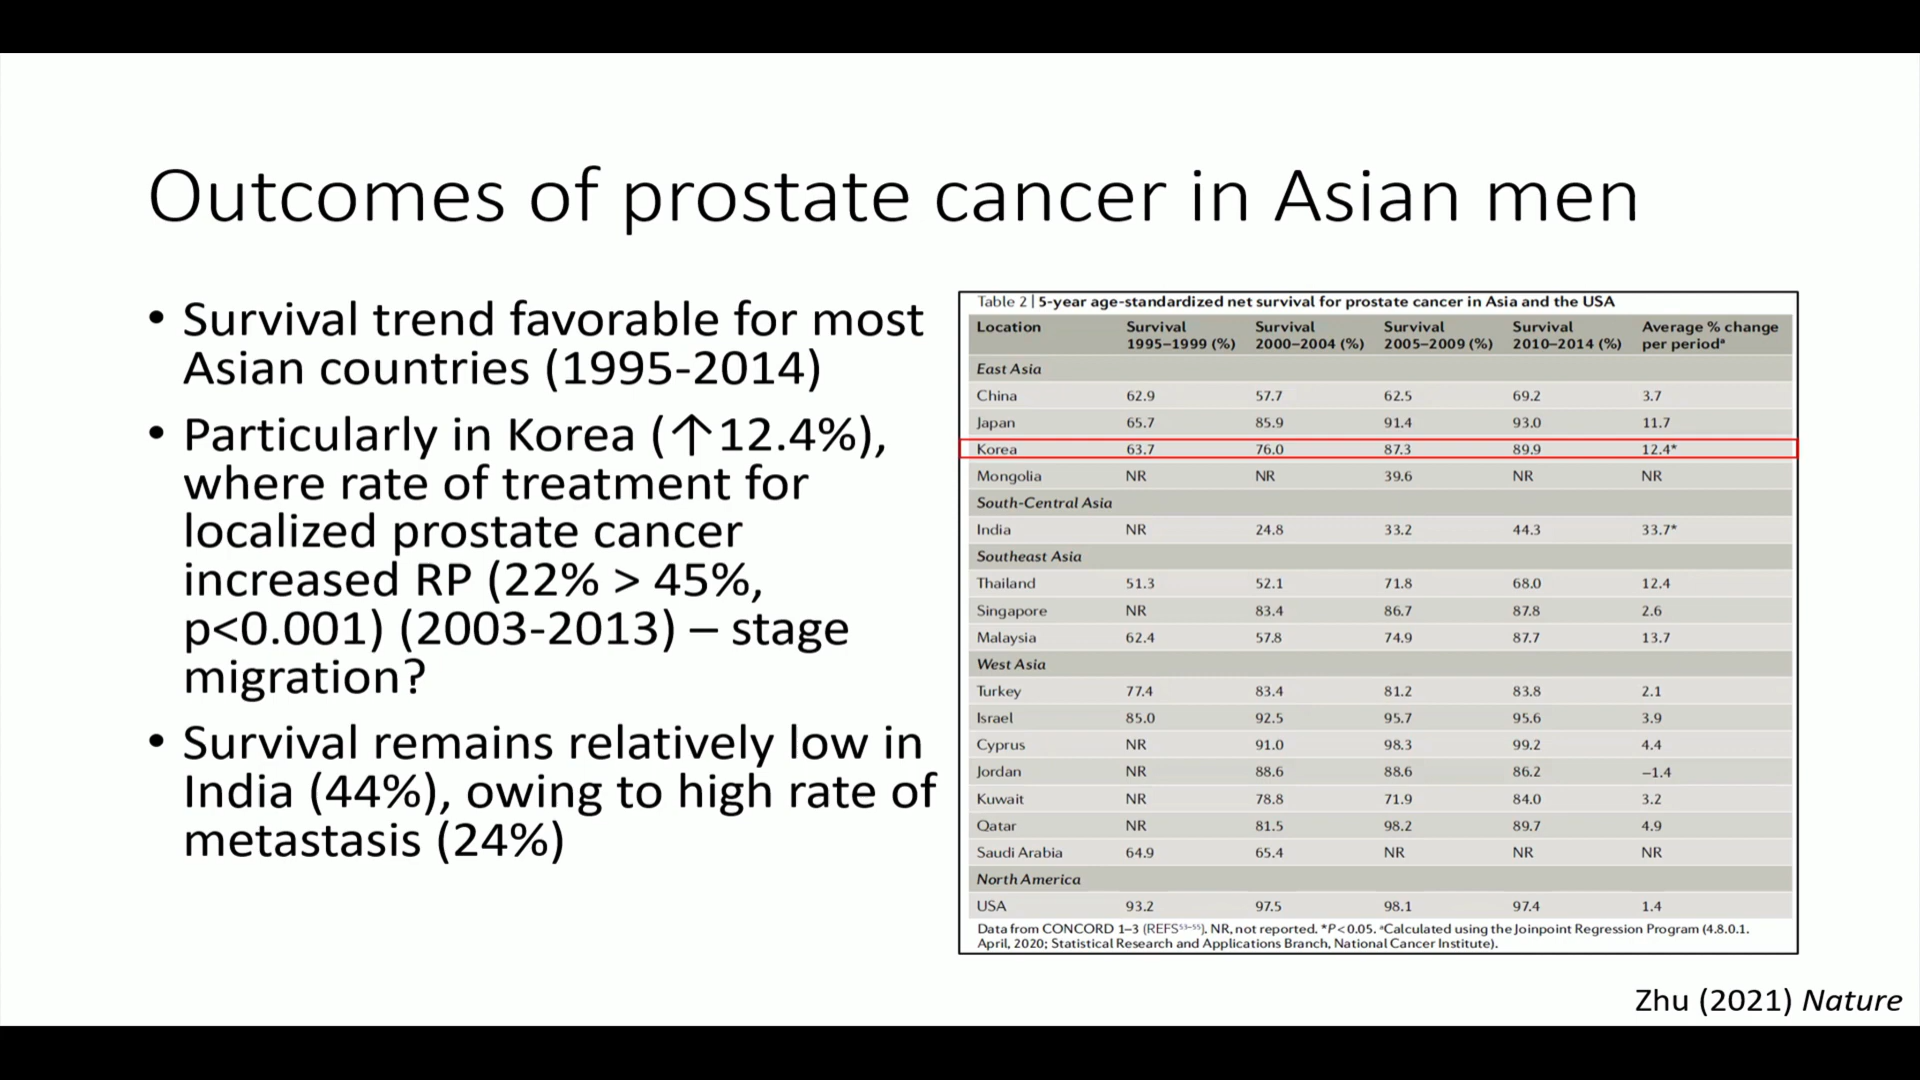 Outcomes of prostate cancer in Asian men
• Survival trend favorable for most
Asian countries (1995-2014)
• Particularly in Korea (↑12.4%),
where rate of treatment for
localized prostate cancer
increased RP (22% > 45%,
p<0.001) (2003-2013) – stage
migration?
• Survival remains relatively low in
India (44%), owing to high rate of
metastasis (24%)
Table 2 | 5-year age-standardized net survival for prostate cancer in Asia and the USA
Location Survival 1995–1999 (%) Survival 2000–2004 (%) Survival 2005–2009 (%) Survival 2010–2014 (%) Average % change per periodᵃ
East Asia
China 62.9 57.7 62.5 69.2 3.7
Japan 65.7 85.9 91.4 93.0 11.7
Korea 63.7 76.0 87.3 89.9 12.4*
Mongolia NR NR 39.6 NR NR
South-Central Asia
India NR 24.8 33.2 44.3 33.7*
Southeast Asia
Thailand 51.3 52.1 71.8 68.0 12.4
Singapore NR 83.4 86.7 87.8 2.6
Malaysia 62.4 57.8 74.9 87.7 13.7
West Asia
Turkey 77.4 83.4 81.2 83.8 2.1
Israel 85.0 92.5 95.7 95.6 3.9
Cyprus NR 91.0 98.3 99.2 4.4
Jordan NR 88.6 88.6 86.2 −1.4
Kuwait NR 78.8 71.9 84.0 3.2
Qatar NR 81.5 98.2 89.7 4.9
Saudi Arabia 64.9 65.4 NR NR NR
North America
USA 93.2 97.5 98.1 97.4 1.4
Data from CONCORD 1–3 (REFS⁵³⁻⁵⁵). NR, not reported. *P<0.05. ᵃCalculated using the Joinpoint Regression Program (4.8.0.1.
April, 2020; Statistical Research and Applications Branch, National Cancer Institute).
Zhu (2021) Nature